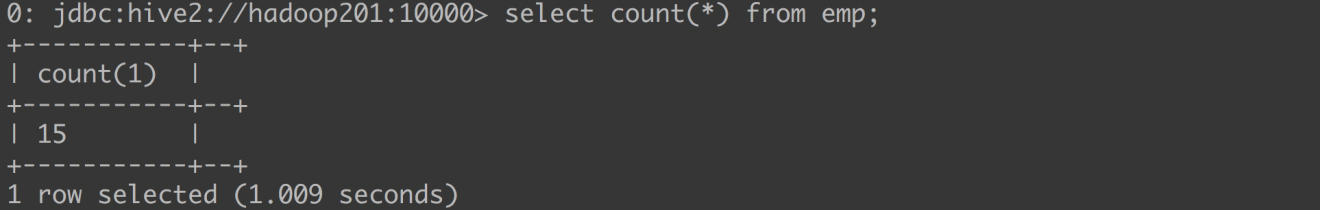 0: jdbc:hive2://hadoop201:10000> select count(*) from emp;
+-----------+--+
| count(1)  |
+-----------+--+
| 15        |
+-----------+--+
1 row selected (1.009 seconds)